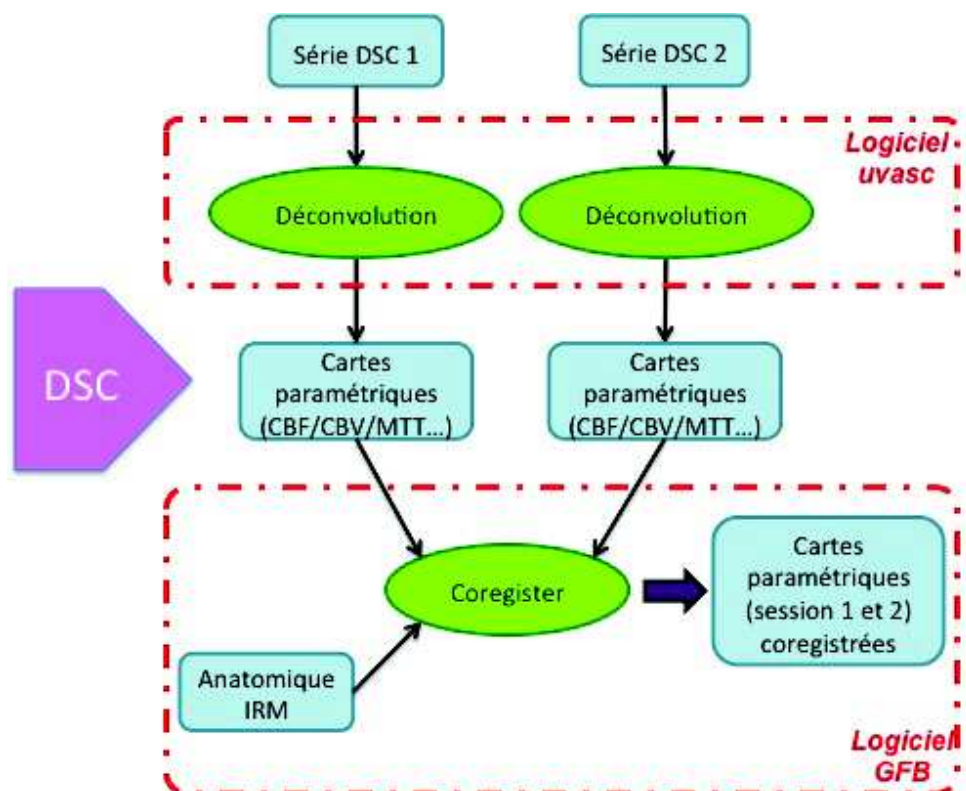 Série DSC 1
Série DSC 2
Logiciel
uvasc
Déconvolution
Déconvolution
DSC
Cartes
paramétriques
(CBF/CBV/MTT...)
Cartes
paramétriques
(CBF/CBV/MTT...)
Coregister
Cartes
paramétriques
(session 1 et 2)
coregistrées
Anatomique
IRM
Logiciel
GFB